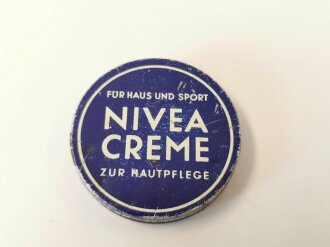 FÜR HAUS UND SPORT
NIVEA
CREME
ZUR HAUTPFLEGE